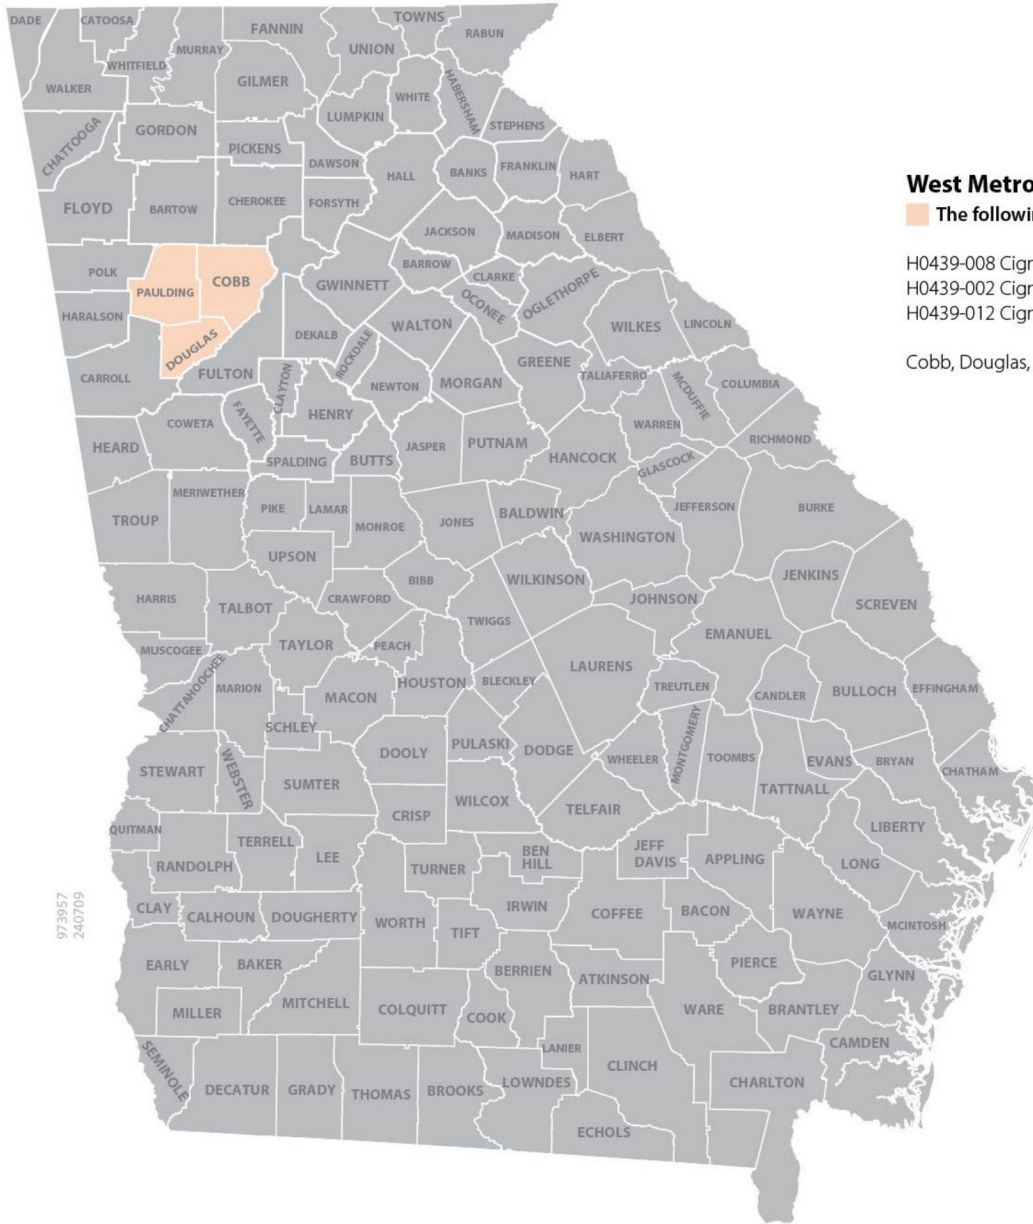 DADE
CATOOSA
FANNIN
TOWNS
UNION
RABUN
MURRAY
WHITFIELD
WALKER
GILMER
WHITE
HABERSHAM
LUMPKIN
STEPHENS
CHATTOOGA
GORDON
PICKENS
DAWSON
HALL
BANKS
FRANKLIN
HART
FLOYD
BARTOW
CHEROKEE
FORSYTH
JACKSON
MADISON
ELBERT
POLK
PAULDING
COBB
GWINNETT
BARROW
CLARKE
OCONEE
OGLETHORPE
HARALSON
DOUGLAS
DEKALB
ROCKDALE
WALTON
WILKES
LINCOLN
CARROLL
FULTON
CLAYTON
NEWTON
MORGAN
GREENE
TALIAFERRO
MCDUFFIE
COLUMBIA
COWETA
FAYETTE
HENRY
WARREN
RICHMOND
HEARD
SPALDING
BUTTS
JASPER
PUTNAM
HANCOCK
GLASCOCK
TROUP
MERIWETHER
PIKE
LAMAR
MONROE
JONES
BALDWIN
WASHINGTON
JEFFERSON
BURKE
UPSON
HARRIS
TALBOT
CRAWFORD
BIBB
WILKINSON
JOHNSON
JENKINS
SCREVEN
TWIGGS
EMANUEL
MUSCOGEE
TAYLOR
PEACH
LAURENS
CHATTAHOOCHEE
MARION
MACON
HOUSTON
BLECKLEY
TREUTLEN
CANDLER
BULLOCH
EFFINGHAM
SCHLEY
DOOLY
PULASKI
DODGE
WHEELER
MONTGOMERY
TOOMBS
EVANS
BRYAN
CHATHAM
STEWART
WEBSTER
SUMTER
CRISP
WILCOX
TELFAIR
TATTNALL
QUITMAN
TERRELL
LEE
BEN
HILL
JEFF
DAVIS
APPLING
LONG
LIBERTY
RANDOLPH
TURNER
CLAY
CALHOUN
DOUGHERTY
WORTH
TIFT
IRWIN
COFFEE
BACON
WAYNE
MCINTOSH
EARLY
BAKER
BERRIEN
ATKINSON
PIERCE
GLYNN
MILLER
MITCHELL
COLQUITT
COOK
WARE
BRANTLEY
CAMDEN
SEMINOLE
DECATUR
GRADY
THOMAS
BROOKS
LANIER
LOWNDES
CLINCH
CHARLTON
ECHOLS
973957
240709
West Metro
The followin
H0439-008 Cigr
H0439-002 Cigr
H0439-012 Cigr
Cobb, Douglas,